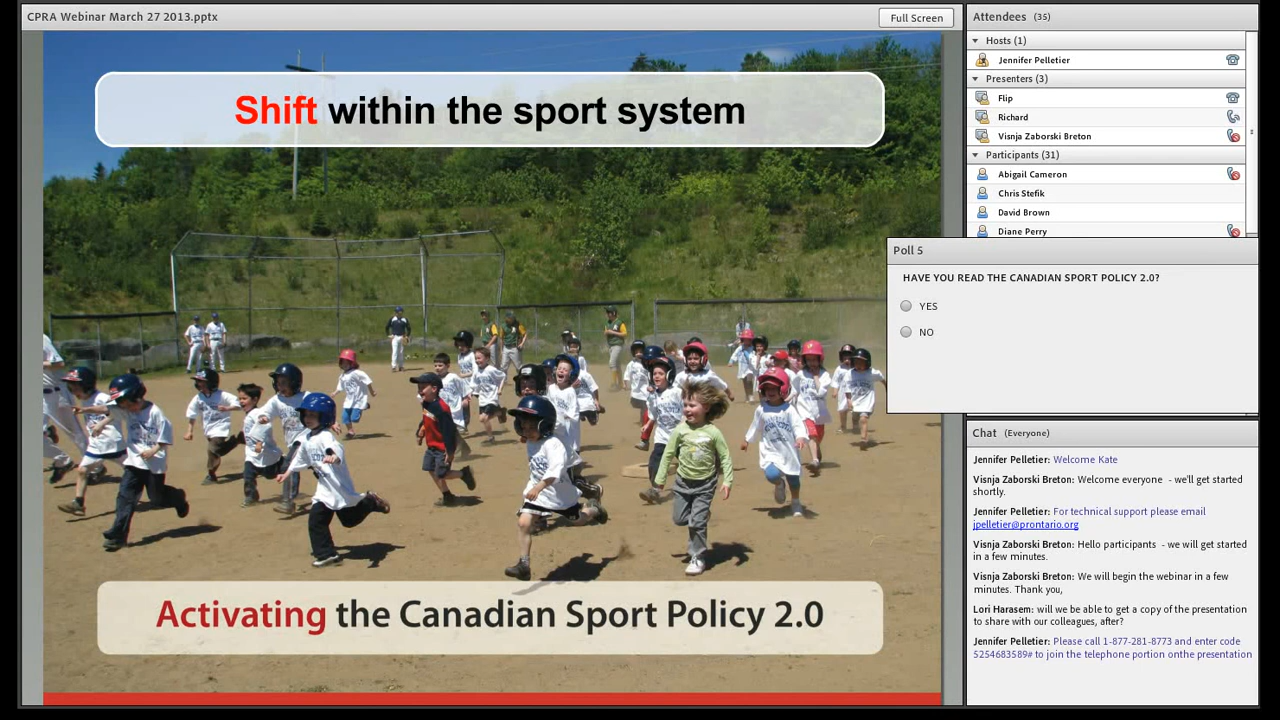 CPRA Webinar March 27 2013.pptx
Full Screen
Shift within the sport system
Activating the Canadian Sport Policy 2.0
Attendees (35)
Hosts (1)
Jennifer Pelletier
Presenters (3)
Flip
Richard
Visnja Zaborski Breton
Participants (31)
Abigail Cameron
Chris Stefik
David Brown
Diane Perry
Poll 5
HAVE YOU READ THE CANADIAN SPORT POLICY 2.0?
YES
NO
Chat (Everyone)
Jennifer Pelletier: Welcome Kate
Visnja Zaborski Breton: Welcome everyone - we'll get started
shortly.
Jennifer Pelletier: For technical support please email
jpelletier@prontario.org
Visnja Zaborski Breton: Hello participants - we will get started
in a few minutes.
Visnja Zaborski Breton: We will begin the webinar in a few
minutes. Thank you,
Lori Harasem: will we be able to get a copy of the presentation
to share with our colleagues, after?
Jennifer Pelletier: Please call 1-877-281-8773 and enter code
5254683589# to join the telephone portion onthe presentation